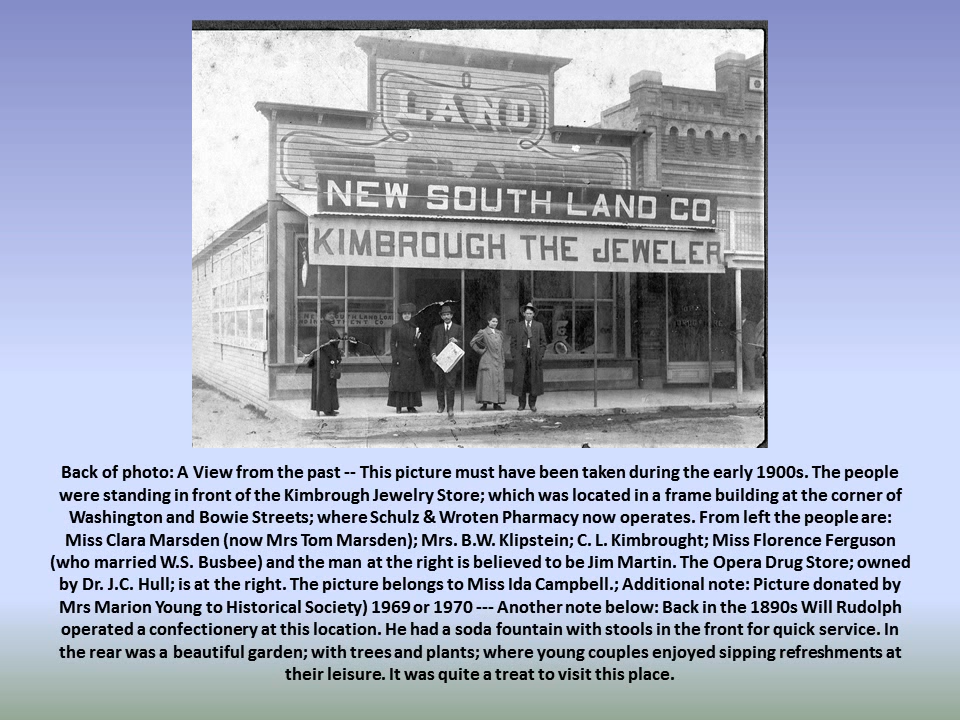 LAND
NEW SOUTH LAND CO.
KIMBROUGH THE JEWELER
NEW SOUTH LAND LOAN
INVESTMENT CO.
Back of photo: A View from the past -- This picture must have been taken during the early 1900s. The people
were standing in front of the Kimbrough Jewelry Store; which was located in a frame building at the corner of
Washington and Bowie Streets; where Schulz & Wroten Pharmacy now operates. From left the people are:
Miss Clara Marsden (now Mrs Tom Marsden); Mrs. B.W. Klipstein; C. L. Kimbrought; Miss Florence Ferguson
(who married W.S. Busbee) and the man at the right is believed to be Jim Martin. The Opera Drug Store; owned
by Dr. J.C. Hull; is at the right. The picture belongs to Miss Ida Campbell.; Additional note: Picture donated by
Mrs Marion Young to Historical Society) 1969 or 1970 --- Another note below: Back in the 1890s Will Rudolph
operated a confectionery at this location. He had a soda fountain with stools in the front for quick service. In
the rear was a beautiful garden; with trees and plants; where young couples enjoyed sipping refreshments at
their leisure. It was quite a treat to visit this place.